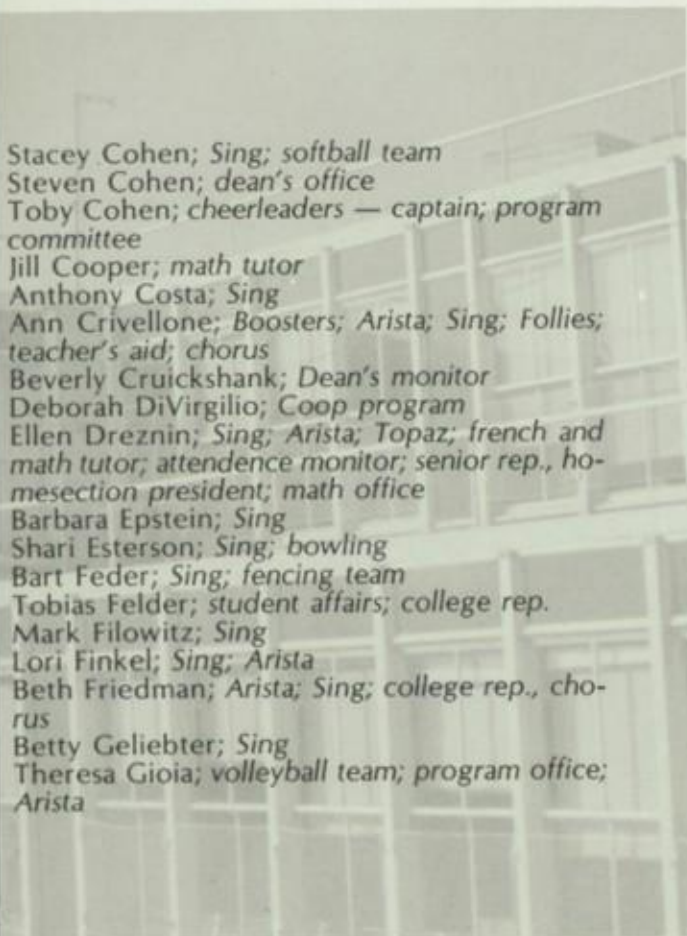 Stacey Cohen; Sing; softball team
Steven Cohen; dean's office
Toby Cohen; cheerleaders — captain; program
committee
Jill Cooper; math tutor
Anthony Costa; Sing
Ann Crivellone; Boosters; Arista; Sing; Follies;
teacher's aid; chorus
Beverly Cruickshank; Dean's monitor
Deborah DiVirgilio; Coop program
Ellen Dreznin; Sing; Arista; Topaz; french and
math tutor; attendence monitor; senior rep., ho-
mesection president; math office
Barbara Epstein; Sing
Shari Esterson; Sing; bowling
Bart Feder; Sing; fencing team
Tobias Felder; student affairs; college rep.
Mark Filowitz; Sing
Lori Finkel; Sing; Arista
Beth Friedman; Arista; Sing; college rep., cho-
rus
Betty Geliebter; Sing
Theresa Gioia; volleyball team; program office;
Arista